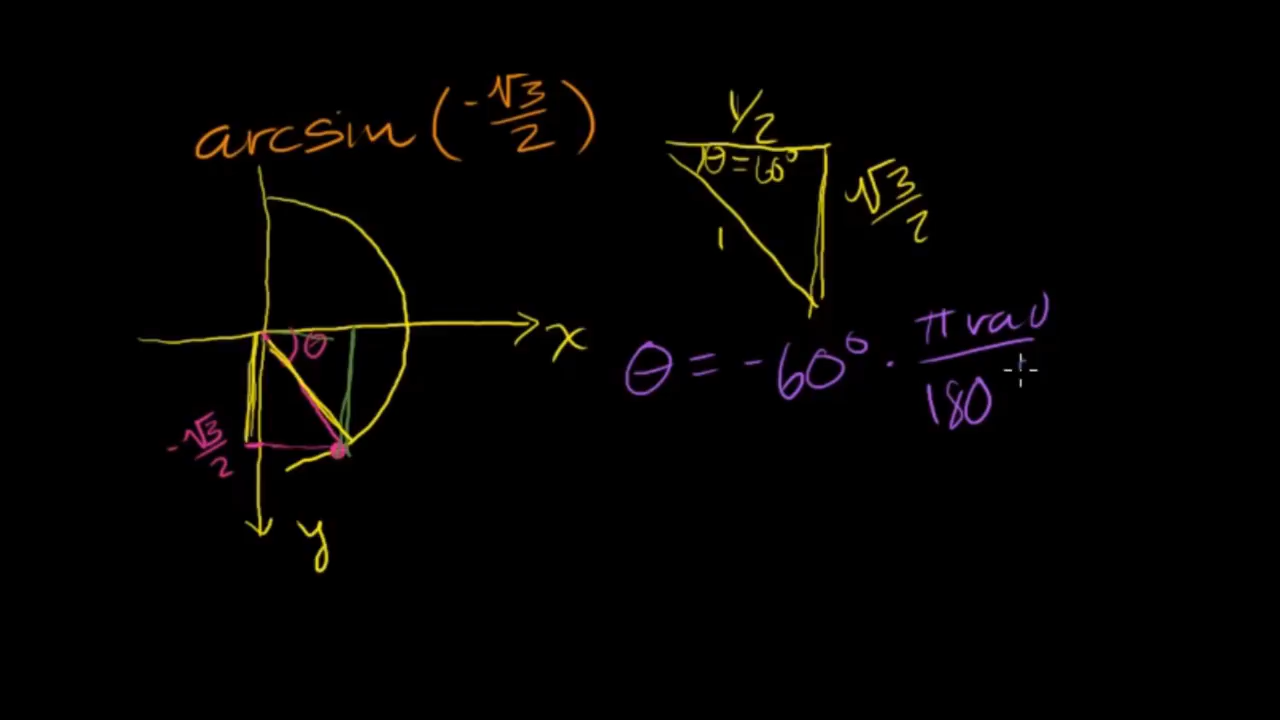 arcsin(-√3/2)
1/2
θ = 60°
√3/2
1
x
θ
-√3/2
y
θ = -60° · π rad/180